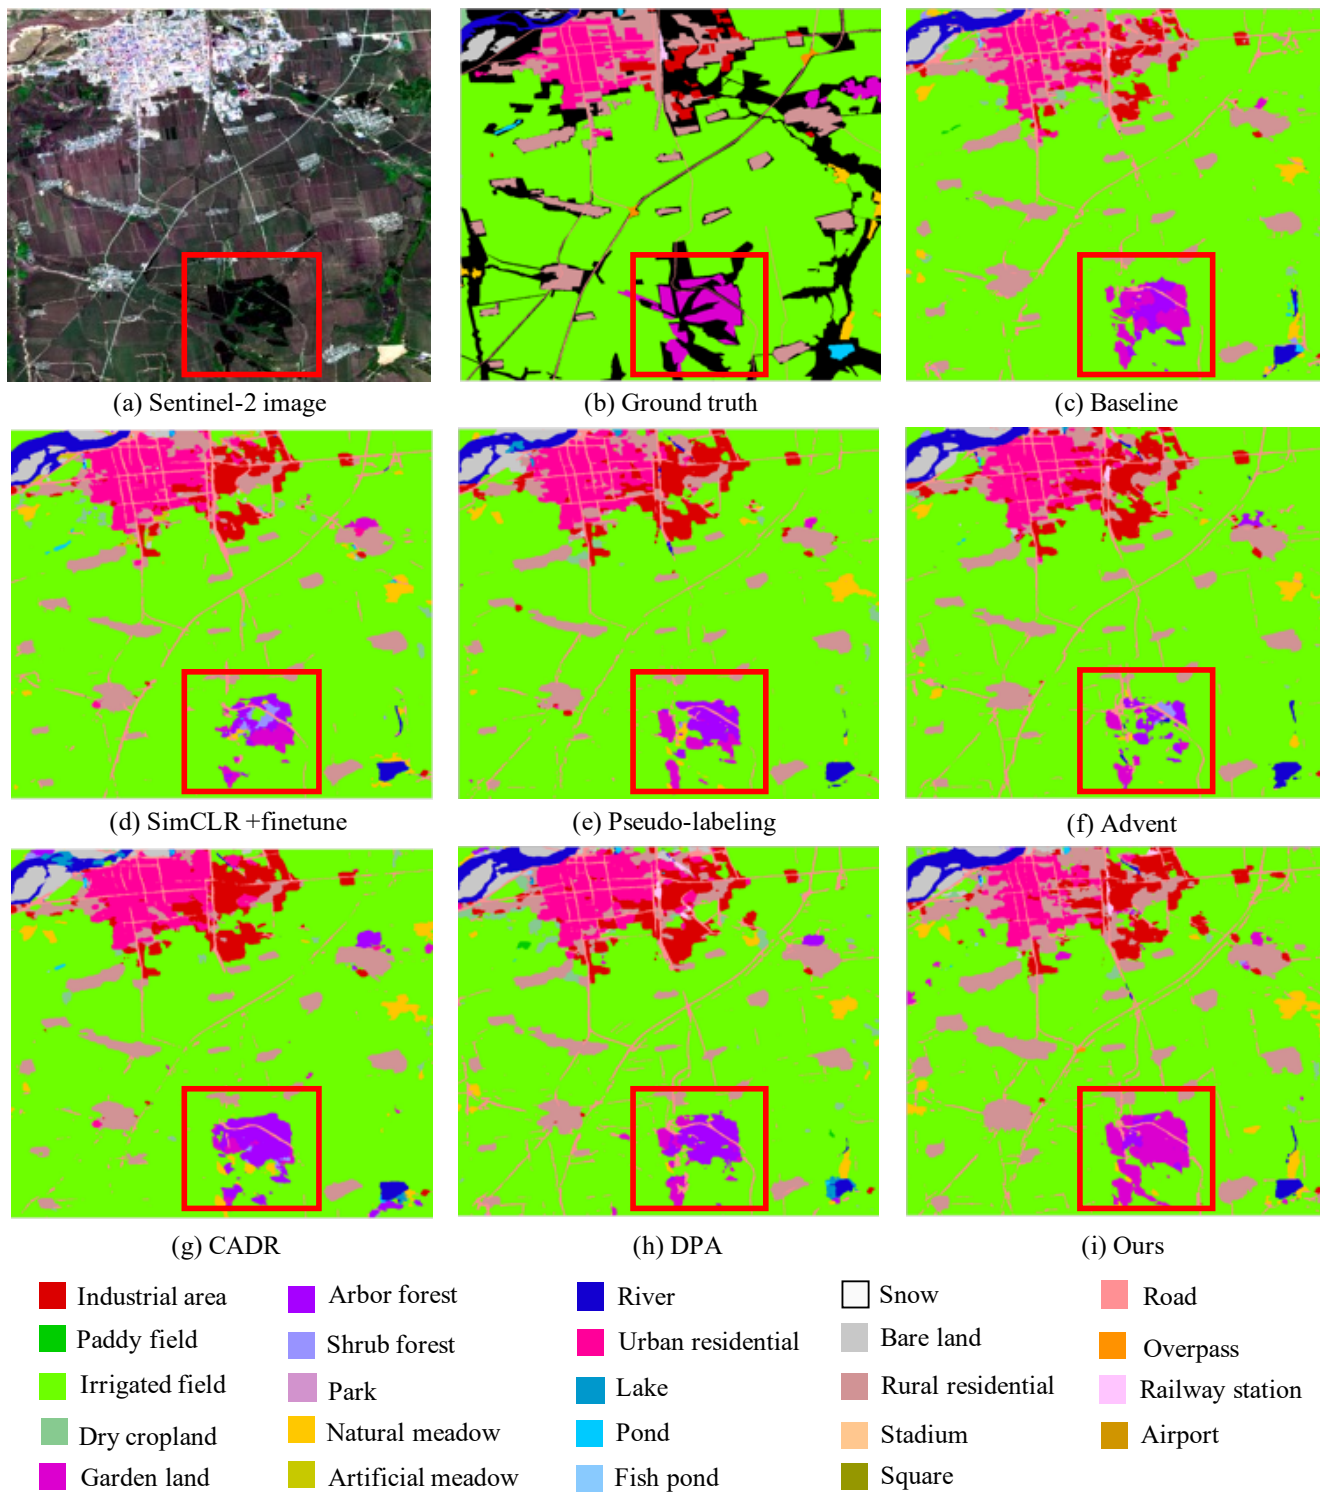 (a) Sentinel-2 image
(b) Ground truth
(c) Baseline
(d) SimCLR +finetune
(e) Pseudo-labeling
(f) Advent
(g) CADR
(h) DPA
(i) Ours
Industrial area
Arbor forest
River
Snow
Road
Paddy field
Shrub forest
Urban residential
Bare land
Overpass
Irrigated field
Park
Lake
Rural residential
Railway station
Dry cropland
Natural meadow
Pond
Stadium
Airport
Garden land
Artificial meadow
Fish pond
Square